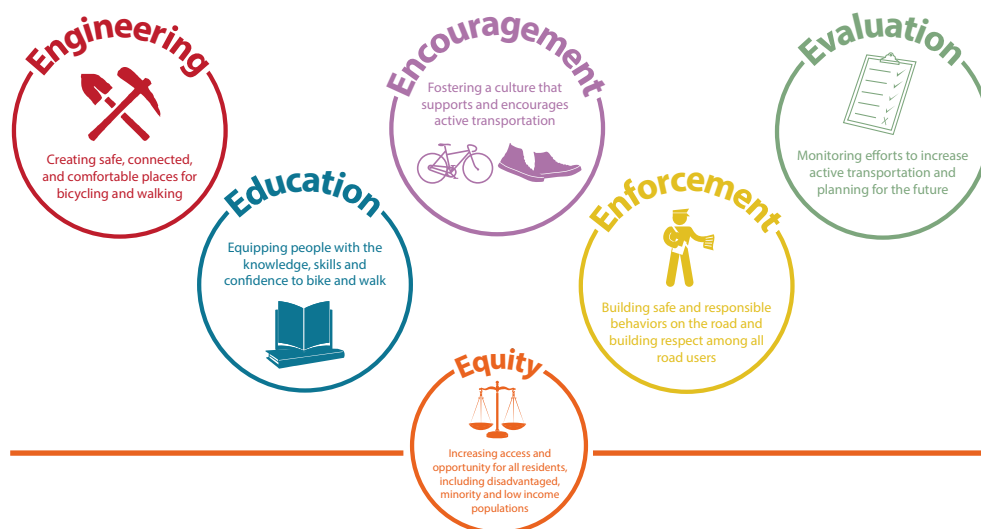 Engineering
Creating safe, connected,
and comfortable places for
bicycling and walking
Education
Equipping people with the
knowledge, skills and
confidence to bike and walk
Encouragement
Fostering a culture that
supports and encourages
active transportation
Enforcement
Building safe and responsible
behaviors on the road and
building respect among all
road users
Evaluation
Monitoring efforts to increase
active transportation and
planning for the future
Equity
Increasing access and
opportunity for all residents,
including disadvantaged,
minority and low income
populations